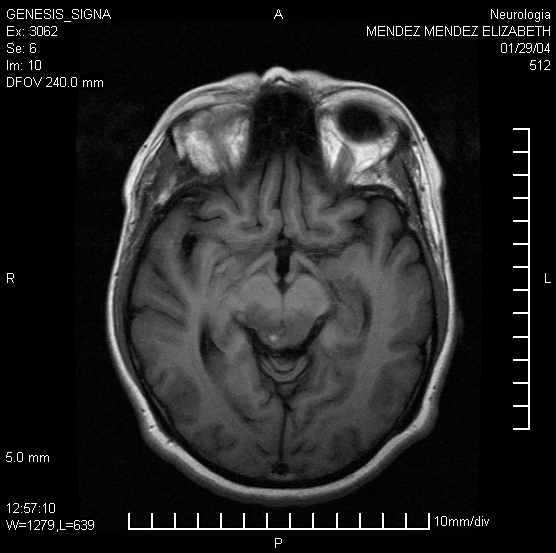 GENESIS_SIGNA
Ex: 3062
Se: 6
Im: 10
DFOV 240.0 mm
A
Neurologia
MENDEZ MENDEZ ELIZABETH
01/29/04
512
R
L
5.0 mm
12:57:10
W=1279,L=639
10mm/div
P